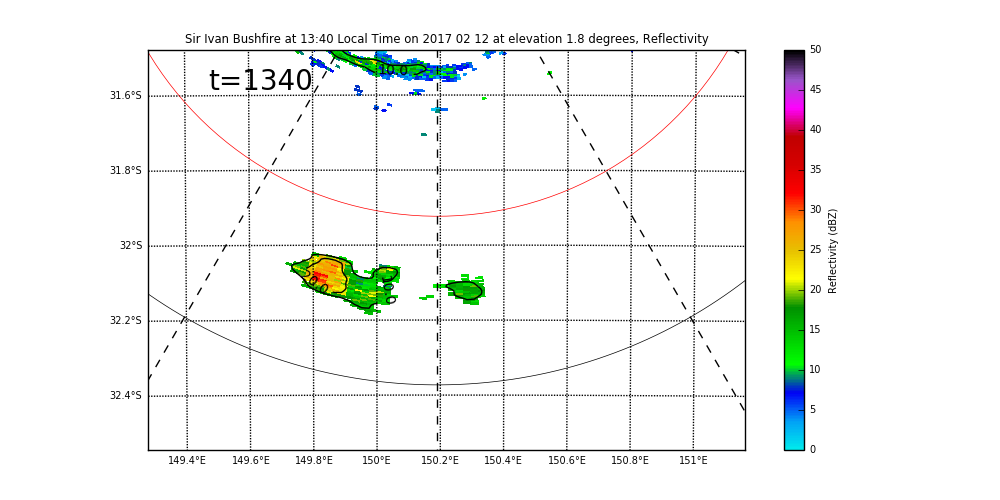 Sir Ivan Bushfire at 13:40 Local Time on 2017 02 12 at elevation 1.8 degrees, Reflectivity
t=1340
10.0
31.6°S
31.8°S
32°S
32.2°S
32.4°S
149.4°E 149.6°E 149.8°E 150°E 150.2°E 150.4°E 150.6°E 150.8°E 151°E
50
45
40
35
30
25
20
15
10
5
0
Reflectivity (dBZ)